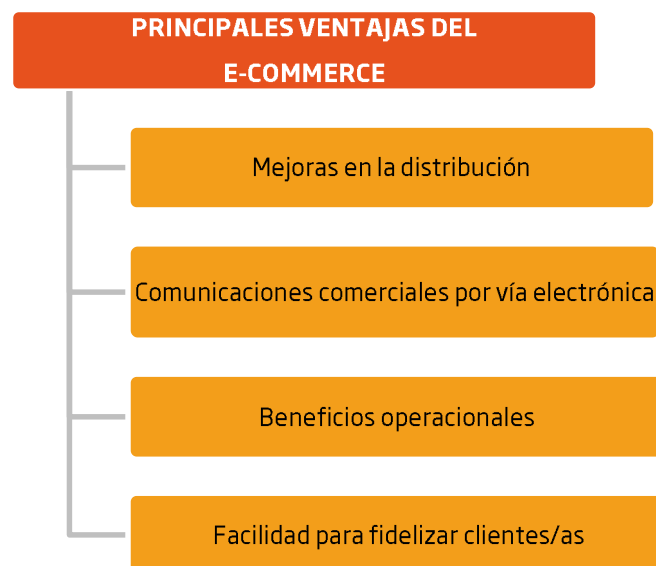 PRINCIPALES VENTAJAS DEL
E-COMMERCE
Mejoras en la distribución
Comunicaciones comerciales por vía electrónica
Beneficios operacionales
Facilidad para fidelizar clientes/as